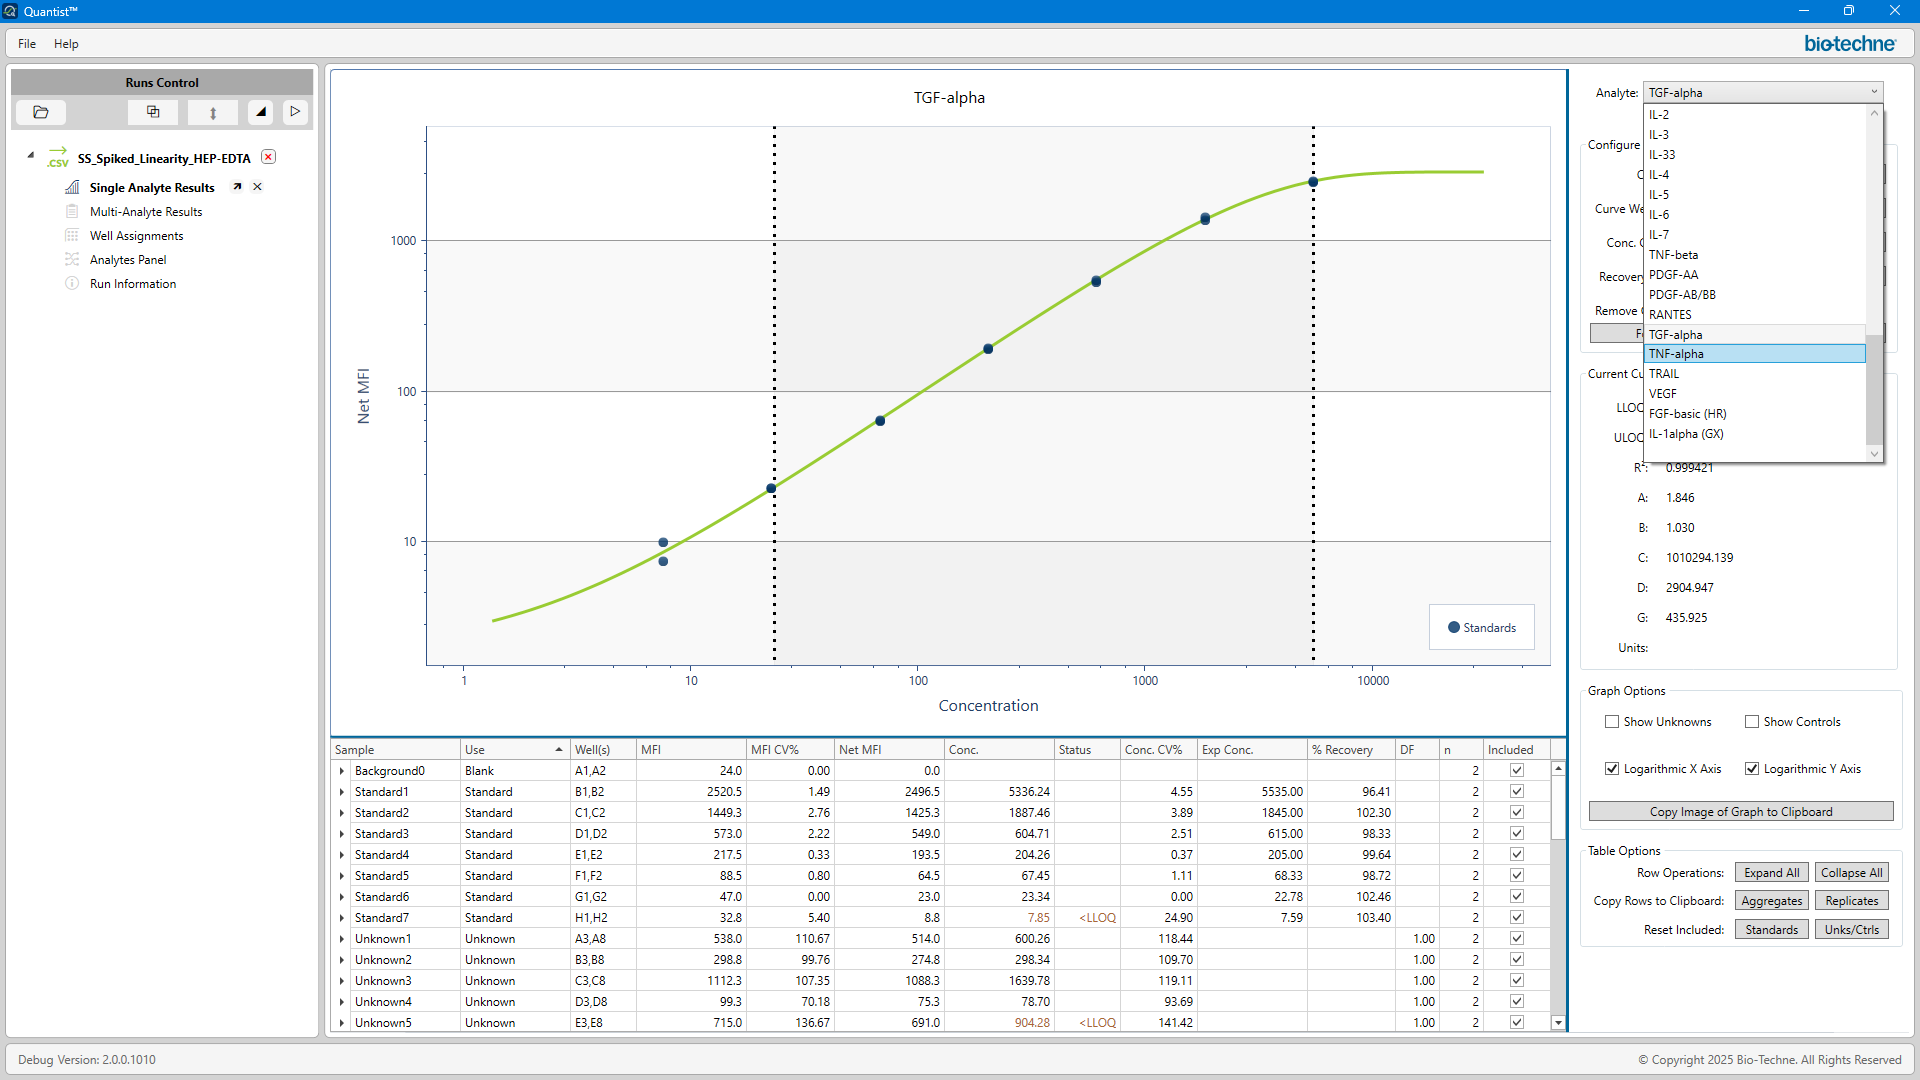 Quantist™
File Help
bio-techne
Runs Control
SS_Spiked_Linearity_HEP-EDTA
Single Analyte Results
Multi-Analyte Results
Well Assignments
Analytes Panel
Run Information
TGF-alpha
Net MFI
1000
100
10
1 10 100 1000 10000
Concentration
Standards
Sample Use Well(s) MFI MFI CV% Net MFI Conc. Status Conc. CV% Exp Conc. % Recovery DF n Included
Background0 Blank A1,A2 24.0 0.00 0.0 2
Standard1 Standard B1,B2 2520.5 1.49 2496.5 5336.24 4.55 5535.00 96.41 2
Standard2 Standard C1,C2 1449.3 2.76 1425.3 1887.46 3.89 1845.00 102.30 2
Standard3 Standard D1,D2 573.0 2.22 549.0 604.71 2.51 615.00 98.33 2
Standard4 Standard E1,E2 217.5 0.33 193.5 204.26 0.37 205.00 99.64 2
Standard5 Standard F1,F2 88.5 0.80 64.5 67.45 1.11 68.33 98.72 2
Standard6 Standard G1,G2 47.0 0.00 23.0 23.34 0.00 22.78 102.46 2
Standard7 Standard H1,H2 32.8 5.40 8.8 7.85 <LLOQ 24.90 7.59 103.40 2
Unknown1 Unknown A3,A8 538.0 110.67 514.0 600.26 118.44 1.00 2
Unknown2 Unknown B3,B8 298.8 99.76 274.8 298.34 109.70 1.00 2
Unknown3 Unknown C3,C8 1112.3 107.35 1088.3 1639.78 119.11 1.00 2
Unknown4 Unknown D3,D8 99.3 70.18 75.3 78.70 93.69 1.00 2
Unknown5 Unknown E3,E8 715.0 136.67 691.0 904.28 <LLOQ 141.42 1.00 2
Analyte: TGF-alpha
IL-2
IL-3
IL-33
IL-4
IL-5
IL-6
IL-7
TNF-beta
PDGF-AA
PDGF-AB/BB
RANTES
TGF-alpha
TNF-alpha
TRAIL
VEGF
FGF-basic (HR)
IL-1alpha (GX)
Configure
Curve We
Conc. C
Recovery
Remove
Current Cu
LLOQ
ULOQ
R²: 0.999421
A: 1.846
B: 1.030
C: 1010294.139
D: 2904.947
G: 435.925
Units:
Graph Options
Show Unknowns Show Controls
Logarithmic X Axis Logarithmic Y Axis
Copy Image of Graph to Clipboard
Table Options
Row Operations: Expand All Collapse All
Copy Rows to Clipboard: Aggregates Replicates
Reset Included: Standards Unks/Ctrls
Debug Version: 2.0.0.1010
© Copyright 2025 Bio-Techne. All Rights Reserved